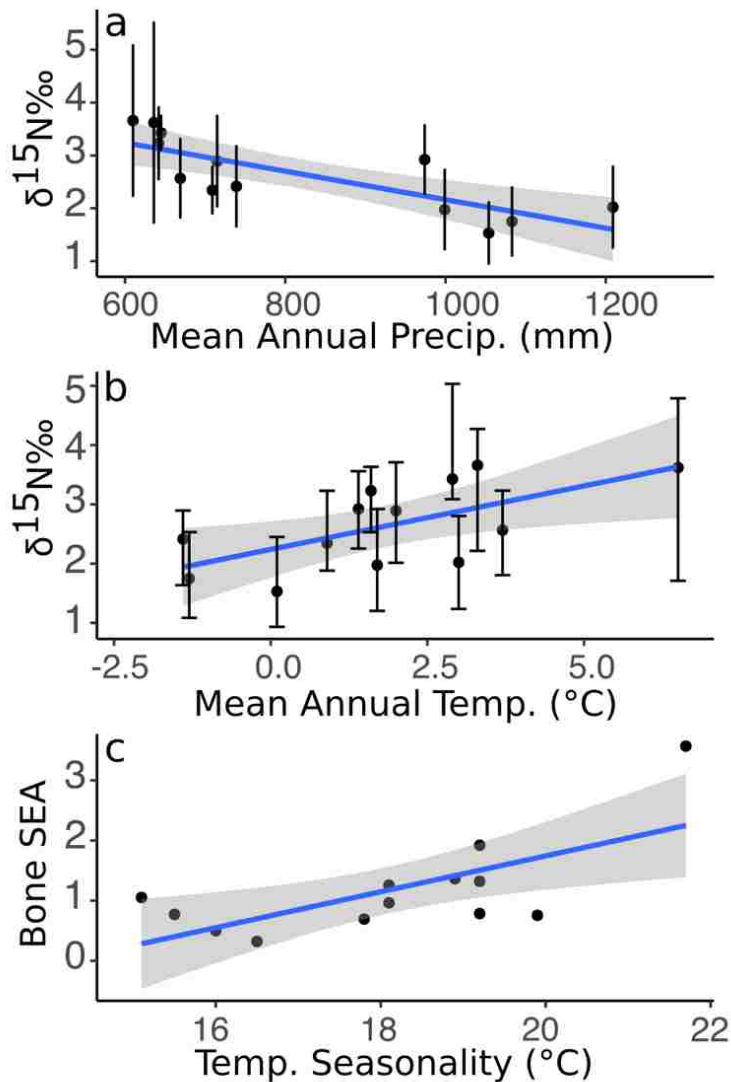 a
5
4
3
2
1
δ15N‰
600 800 1000 1200
Mean Annual Precip. (mm)
b
5
4
3
2
1
δ15N‰
-2.5 0.0 2.5 5.0
Mean Annual Temp. (°C)
c
3
2
1
0
Bone SEA
16 18 20 22
Temp. Seasonality (°C)